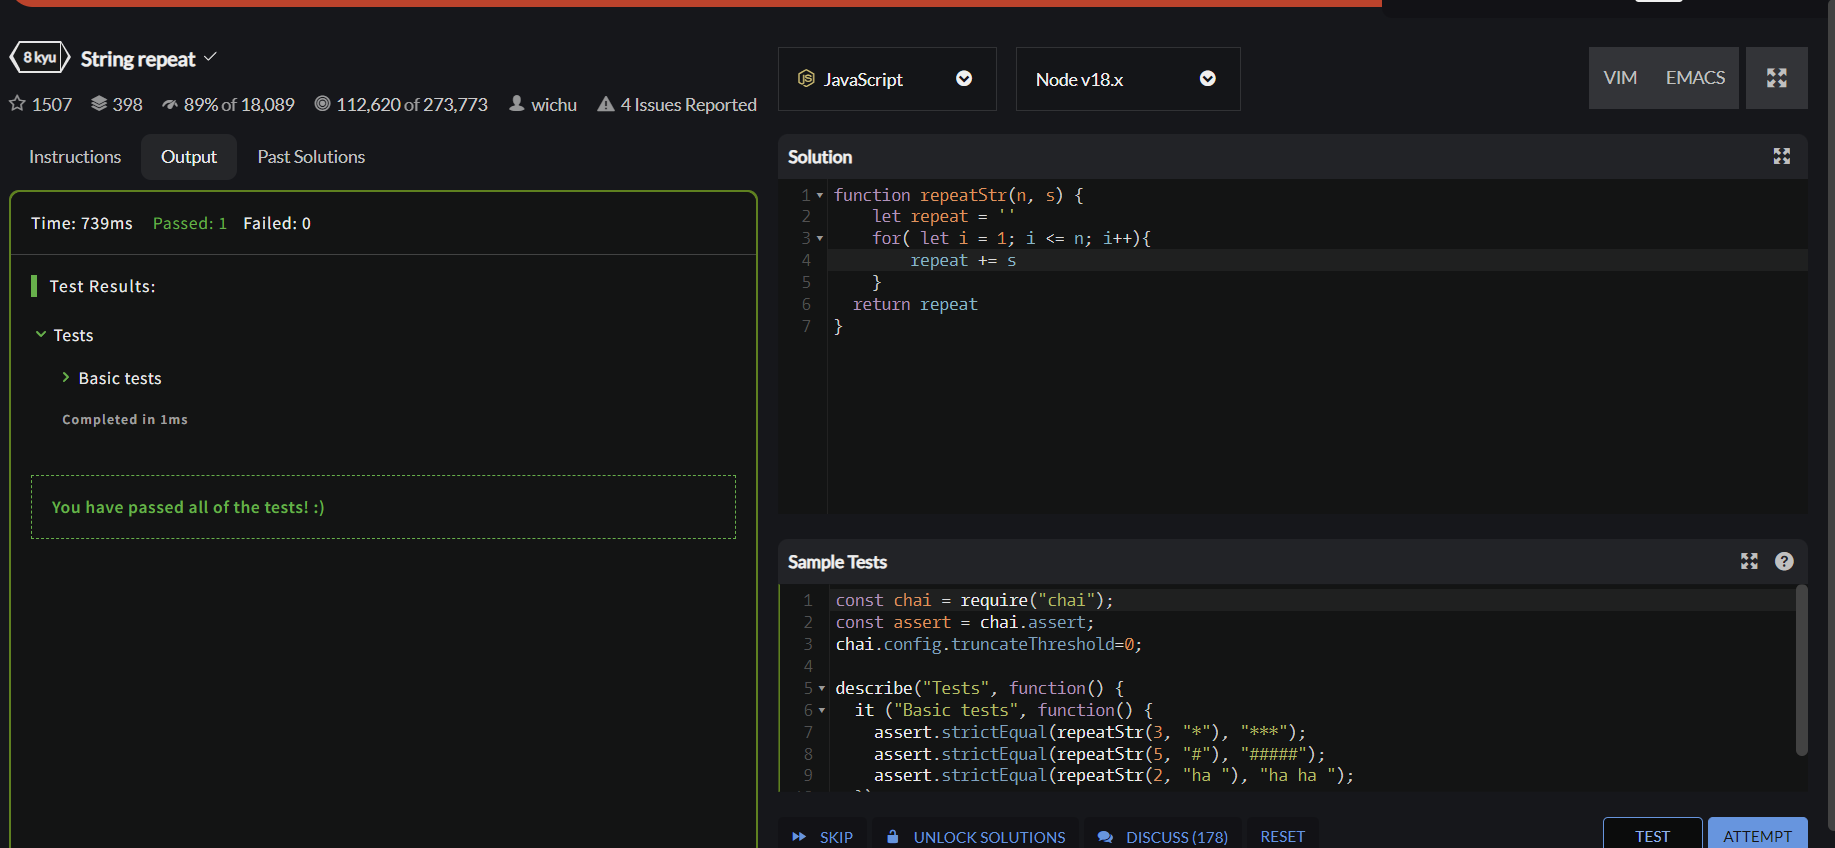 8 kyu String repeat
1507 398 89% of 18,089 112,620 of 273,773 wichu 4 Issues Reported
Instructions Output Past Solutions
Time: 739ms Passed: 1 Failed: 0
Test Results:
Tests
Basic tests
Completed in 1ms
You have passed all of the tests! :)
JS JavaScript Node v18.x VIM EMACS
Solution
1 function repeatStr(n, s) {
2 let repeat = ''
3 for( let i = 1; i <= n; i++){
4 repeat += s
5 }
6 return repeat
7 }
Sample Tests ?
1 const chai = require("chai");
2 const assert = chai.assert;
3 chai.config.truncateThreshold=0;
4
5 describe("Tests", function() {
6 it ("Basic tests", function() {
7 assert.strictEqual(repeatStr(3, "*"), "***");
8 assert.strictEqual(repeatStr(5, "#"), "#####");
9 assert.strictEqual(repeatStr(2, "ha "), "ha ha ");
SKIP UNLOCK SOLUTIONS DISCUSS (178) RESET TEST ATTEMPT